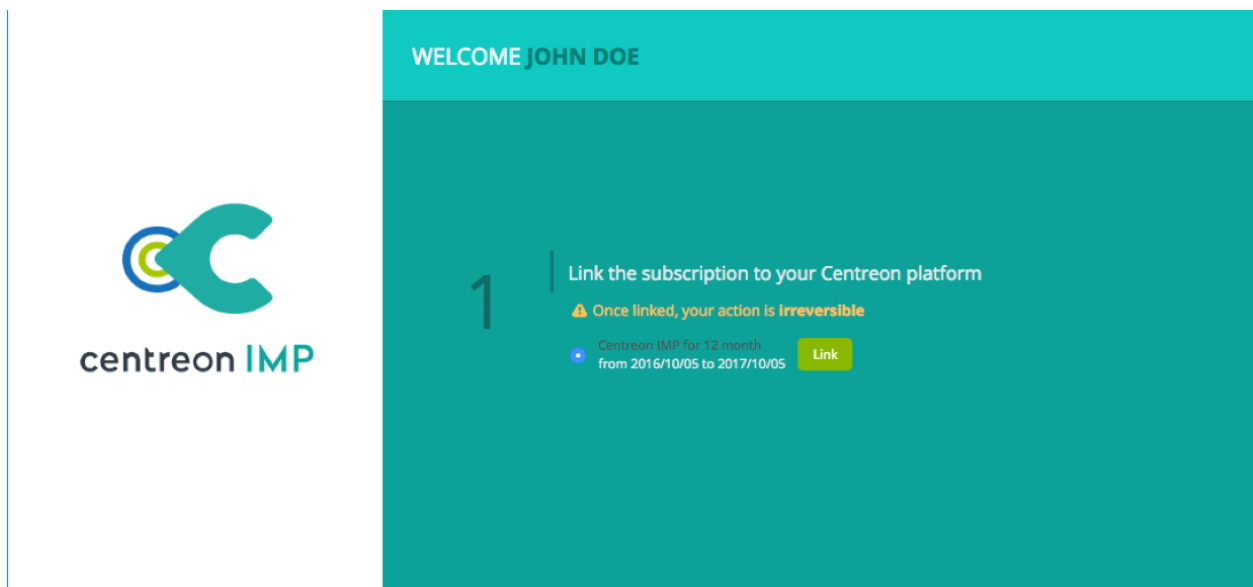 WELCOME JOHN DOE
centreon IMP
1
Link the subscription to your Centreon platform
Once linked, your action is irreversible
Centreon IMP for 12 month
from 2016/10/05 to 2017/10/05
Link